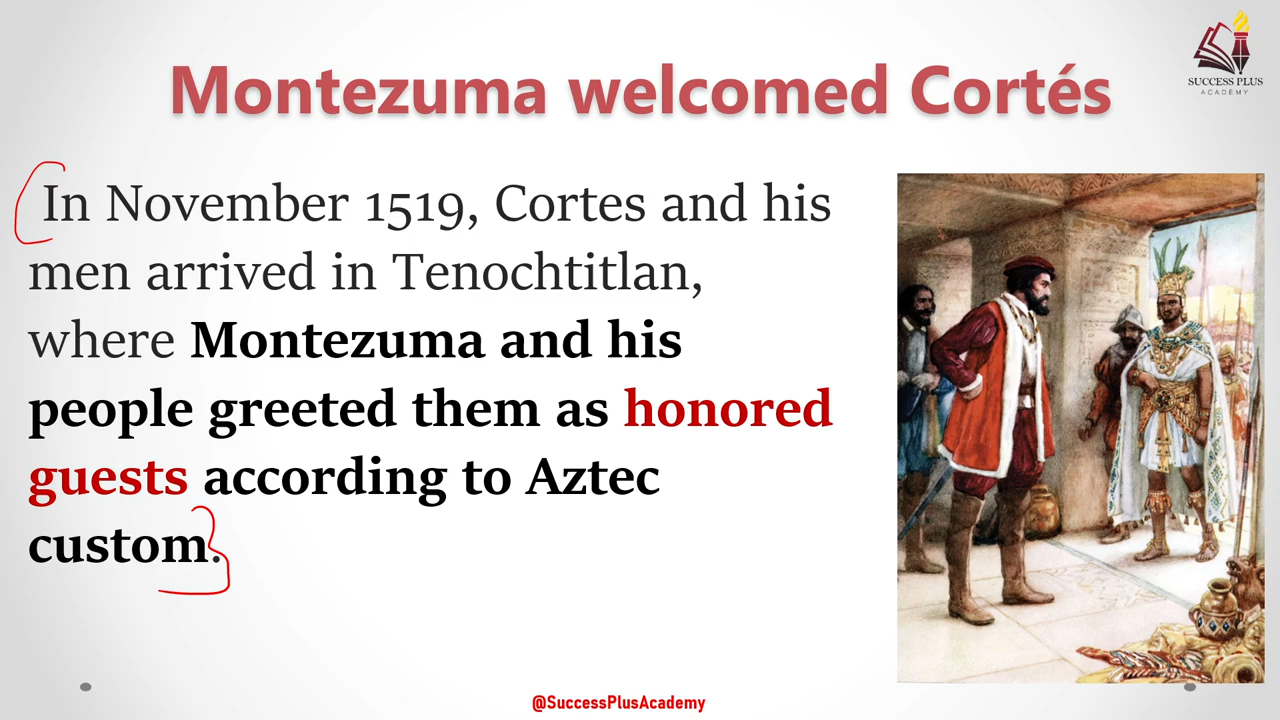 SUCCESS PLUS
ACADEMY
Montezuma welcomed Cortés
In November 1519, Cortes and his
men arrived in Tenochtitlan,
where Montezuma and his
people greeted them as honored
guests according to Aztec
custom.
@SuccessPlusAcademy